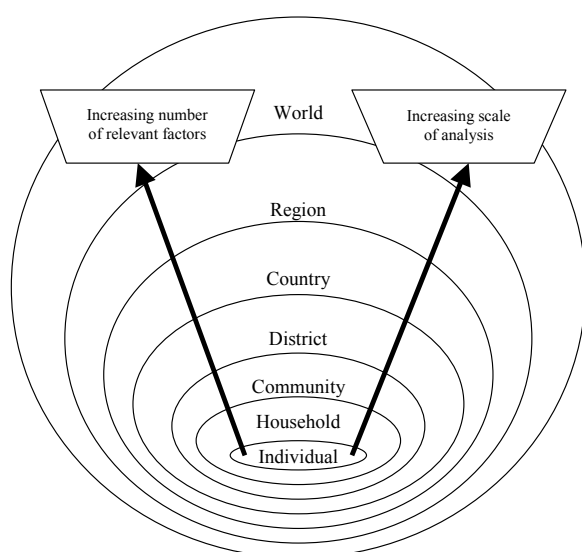 World
Increasing number
of relevant factors
Increasing scale
of analysis
Region
Country
District
Community
Household
Individual